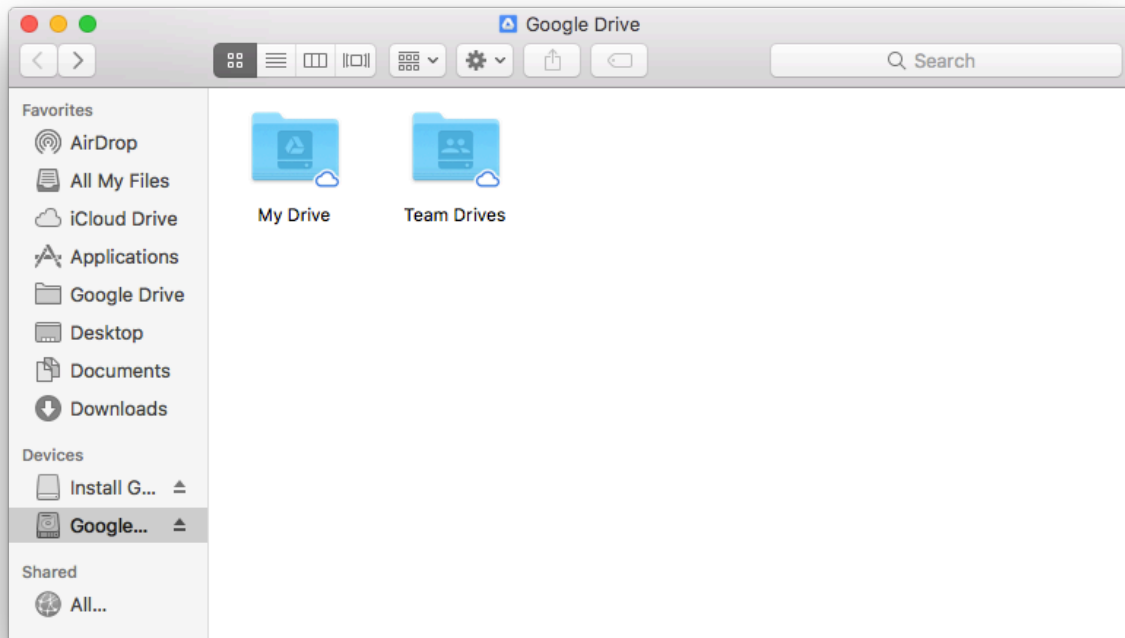 Google Drive
Search
Favorites
AirDrop
All My Files
iCloud Drive
Applications
Google Drive
Desktop
Documents
Downloads
Devices
Install G...
Google...
Shared
All...
My Drive
Team Drives